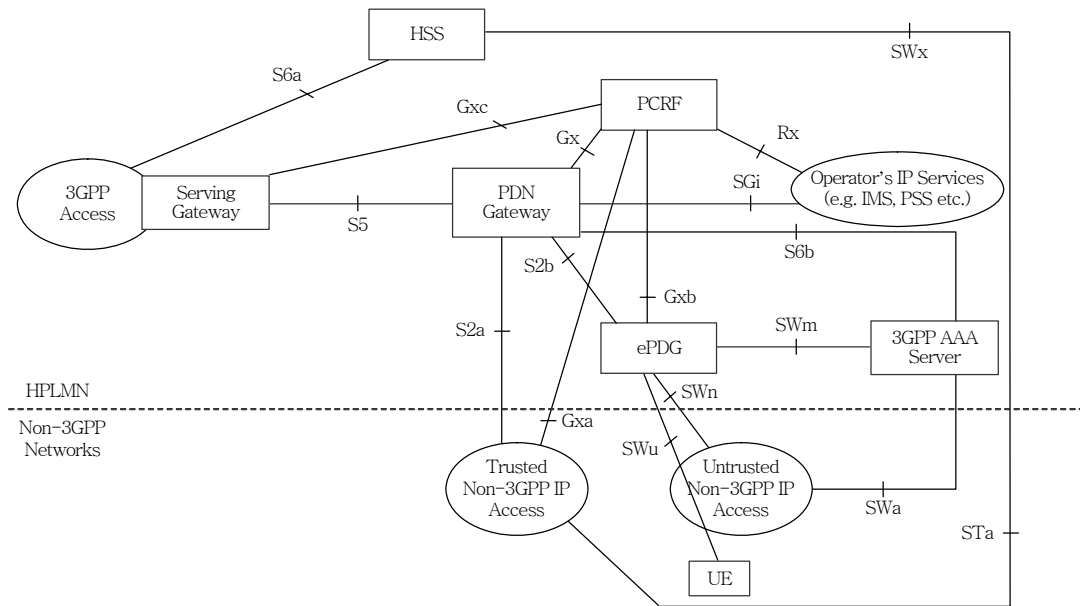 HSS
SWx
S6a
Gxc
PCRF
Gx
Rx
3GPP
Access
Serving
Gateway
PDN
Gateway
SGi
Operator's IP Services
(e.g. IMS, PSS etc.)
S5
S6b
S2b
Gxb
S2a
SWm
ePDG
3GPP AAA
Server
HPLMN
SWn
Non-3GPP
Networks
Gxa
SWu
Trusted
Non-3GPP IP
Access
Untrusted
Non-3GPP IP
Access
SWa
STa
UE